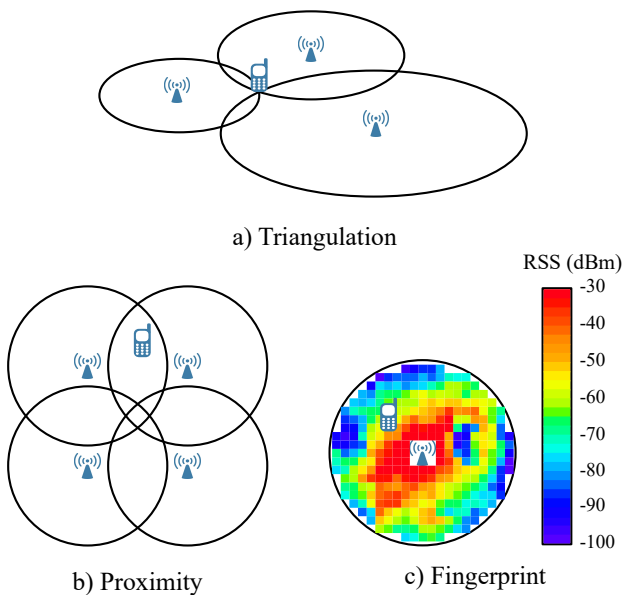 a) Triangulation
RSS (dBm)
-30
-40
-50
-60
-70
-80
-90
-100
b) Proximity
c) Fingerprint